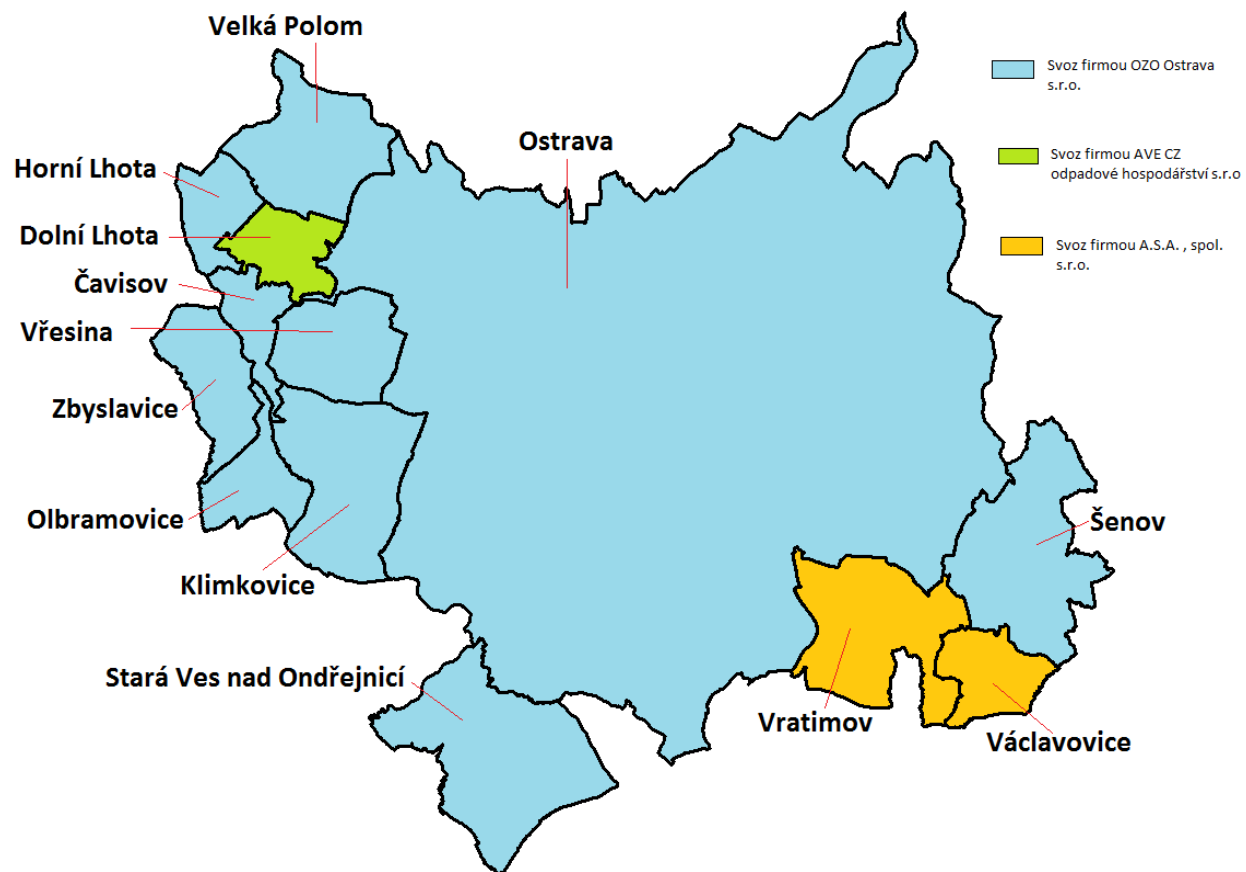 Velká Polom
Svoz firmou OZO Ostrava
s.r.o.
Ostrava
Horní Lhota
Svoz firmou AVE CZ
odpadové hospodářství s.r.o
Dolní Lhota
Svoz firmou A.S.A. , spol.
s.r.o.
Čavisov
Vřesina
Zbyslavice
Olbramovice
Šenov
Klimkovice
Stará Ves nad Ondřejnicí
Vratimov
Václavovice